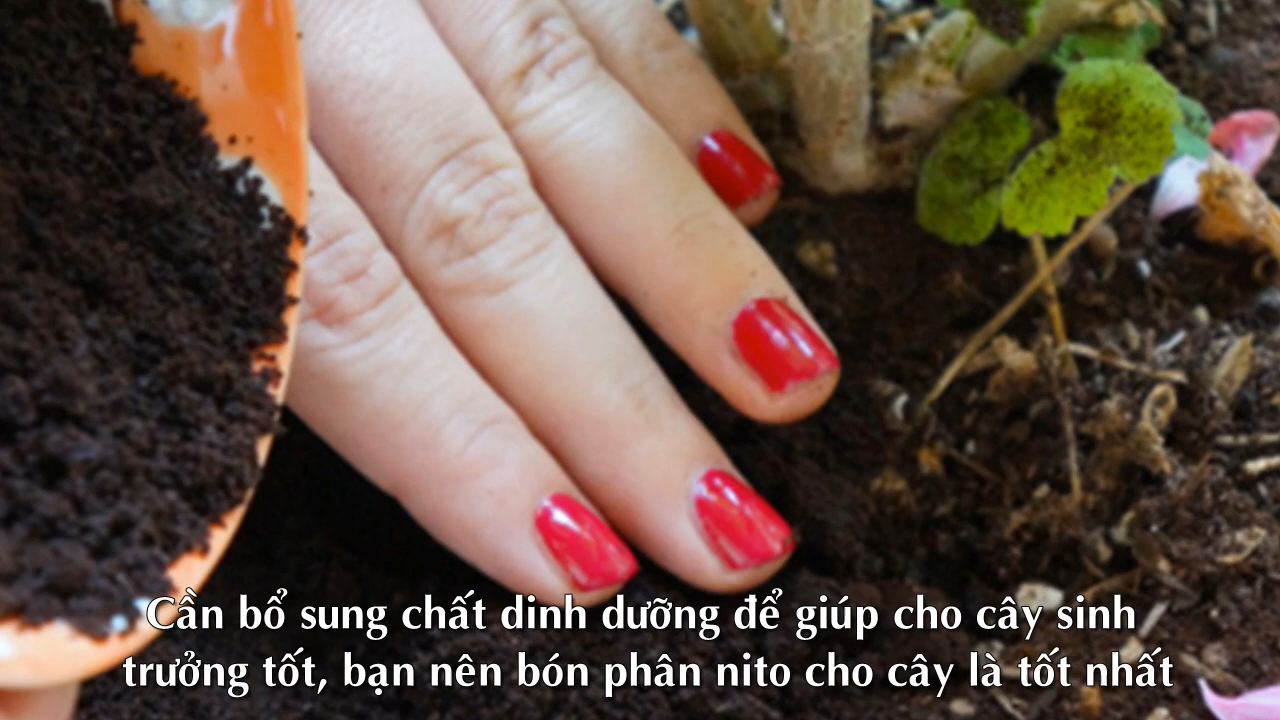 Cần bổ sung chất dinh dưỡng để giúp cho cây sinh
trưởng tốt, bạn nên bón phân nito cho cây là tốt nhất